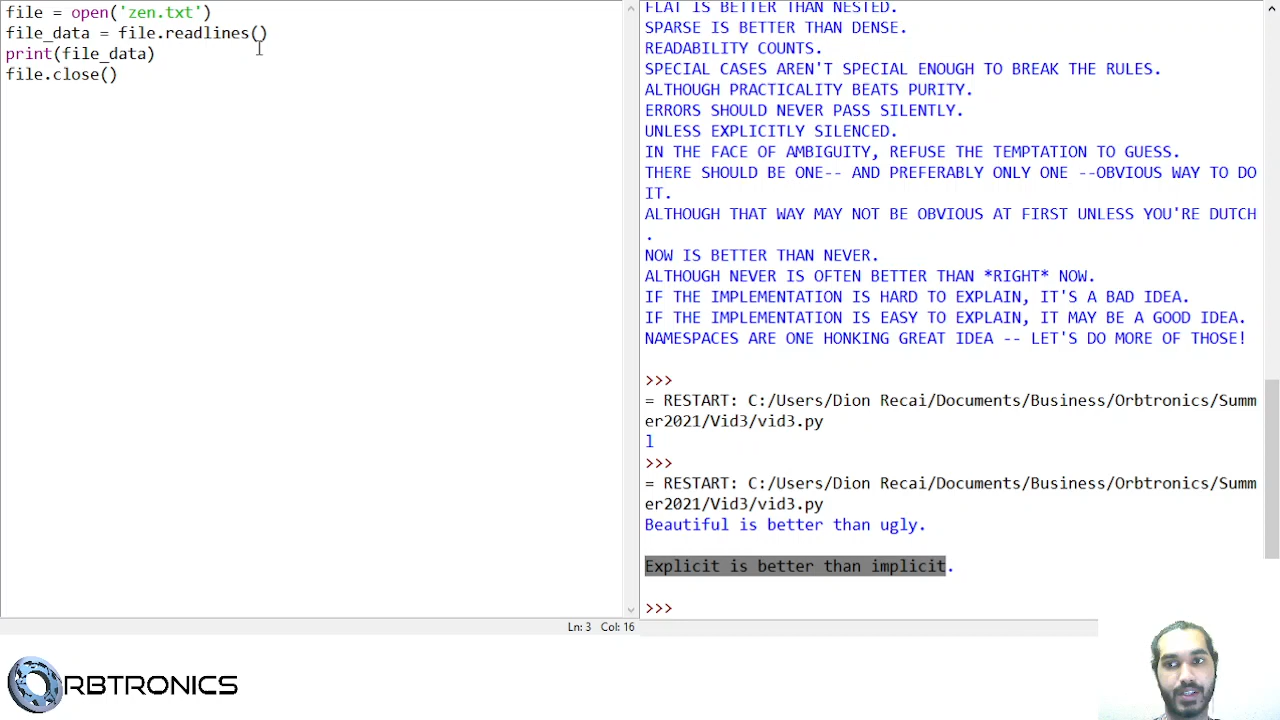 file = open('zen.txt')
file_data = file.readlines()
print(file_data)
file.close()
FLAT IS BETTER THAN NESTED.
SPARSE IS BETTER THAN DENSE.
READABILITY COUNTS.
SPECIAL CASES AREN'T SPECIAL ENOUGH TO BREAK THE RULES.
ALTHOUGH PRACTICALITY BEATS PURITY.
ERRORS SHOULD NEVER PASS SILENTLY.
UNLESS EXPLICITLY SILENCED.
IN THE FACE OF AMBIGUITY, REFUSE THE TEMPTATION TO GUESS.
THERE SHOULD BE ONE-- AND PREFERABLY ONLY ONE --OBVIOUS WAY TO DO
IT.
ALTHOUGH THAT WAY MAY NOT BE OBVIOUS AT FIRST UNLESS YOU'RE DUTCH
.
NOW IS BETTER THAN NEVER.
ALTHOUGH NEVER IS OFTEN BETTER THAN *RIGHT* NOW.
IF THE IMPLEMENTATION IS HARD TO EXPLAIN, IT'S A BAD IDEA.
IF THE IMPLEMENTATION IS EASY TO EXPLAIN, IT MAY BE A GOOD IDEA.
NAMESPACES ARE ONE HONKING GREAT IDEA -- LET'S DO MORE OF THOSE!
>>>
= RESTART: C:/Users/Dion Recai/Documents/Business/Orbtronics/Summ
er2021/Vid3/vid3.py
l
>>>
= RESTART: C:/Users/Dion Recai/Documents/Business/Orbtronics/Summ
er2021/Vid3/vid3.py
Beautiful is better than ugly.
Explicit is better than implicit.
>>>
Ln: 3 Col: 16
ORBTRONICS